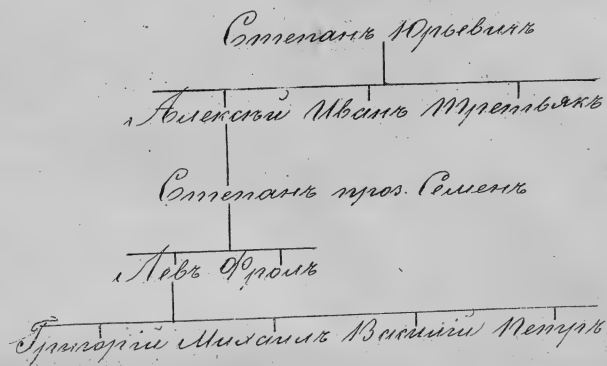 Степанъ Юрьевичъ
Алексѣй Иванъ Третьякъ
Степанъ проз. Семенъ
Левъ Фролъ
Григорій Михаилъ Василій Петръ